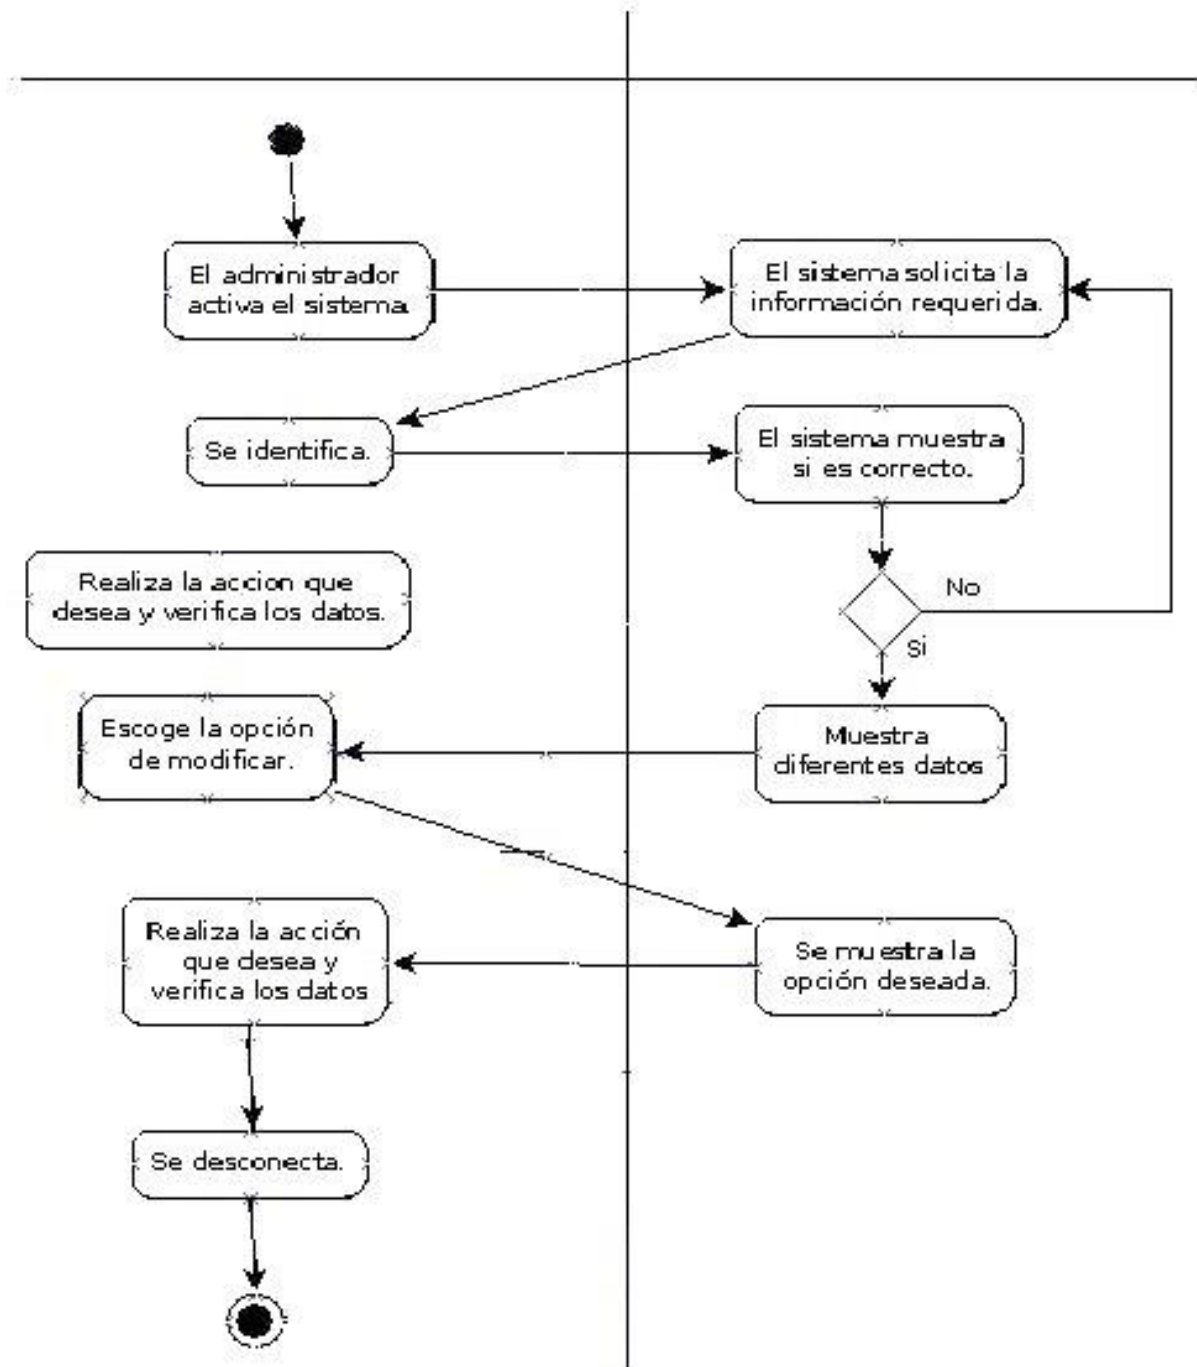 El administrador
activa el sistema.
El sistema solicita la
información requerida.
Se identifica.
El sistema muestra
si es correcto.
Realiza la accion que
desea y verifica los datos.
No
Si
Escoge la opción
de modificar.
Muestra
diferentes datos
Realiza la acción
que desea y
verifica los datos
Se muestra la
opción deseada.
Se desconecta.